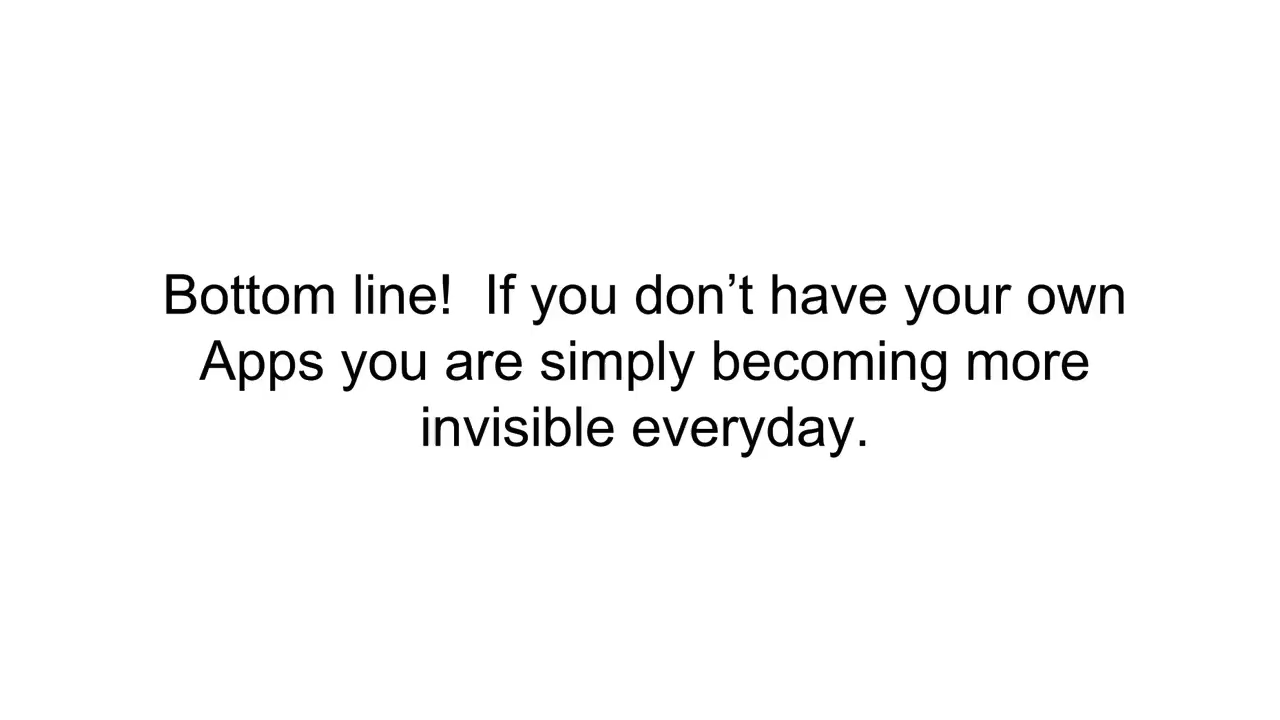 Bottom line!  If you don’t have your own
Apps you are simply becoming more
invisible everyday.